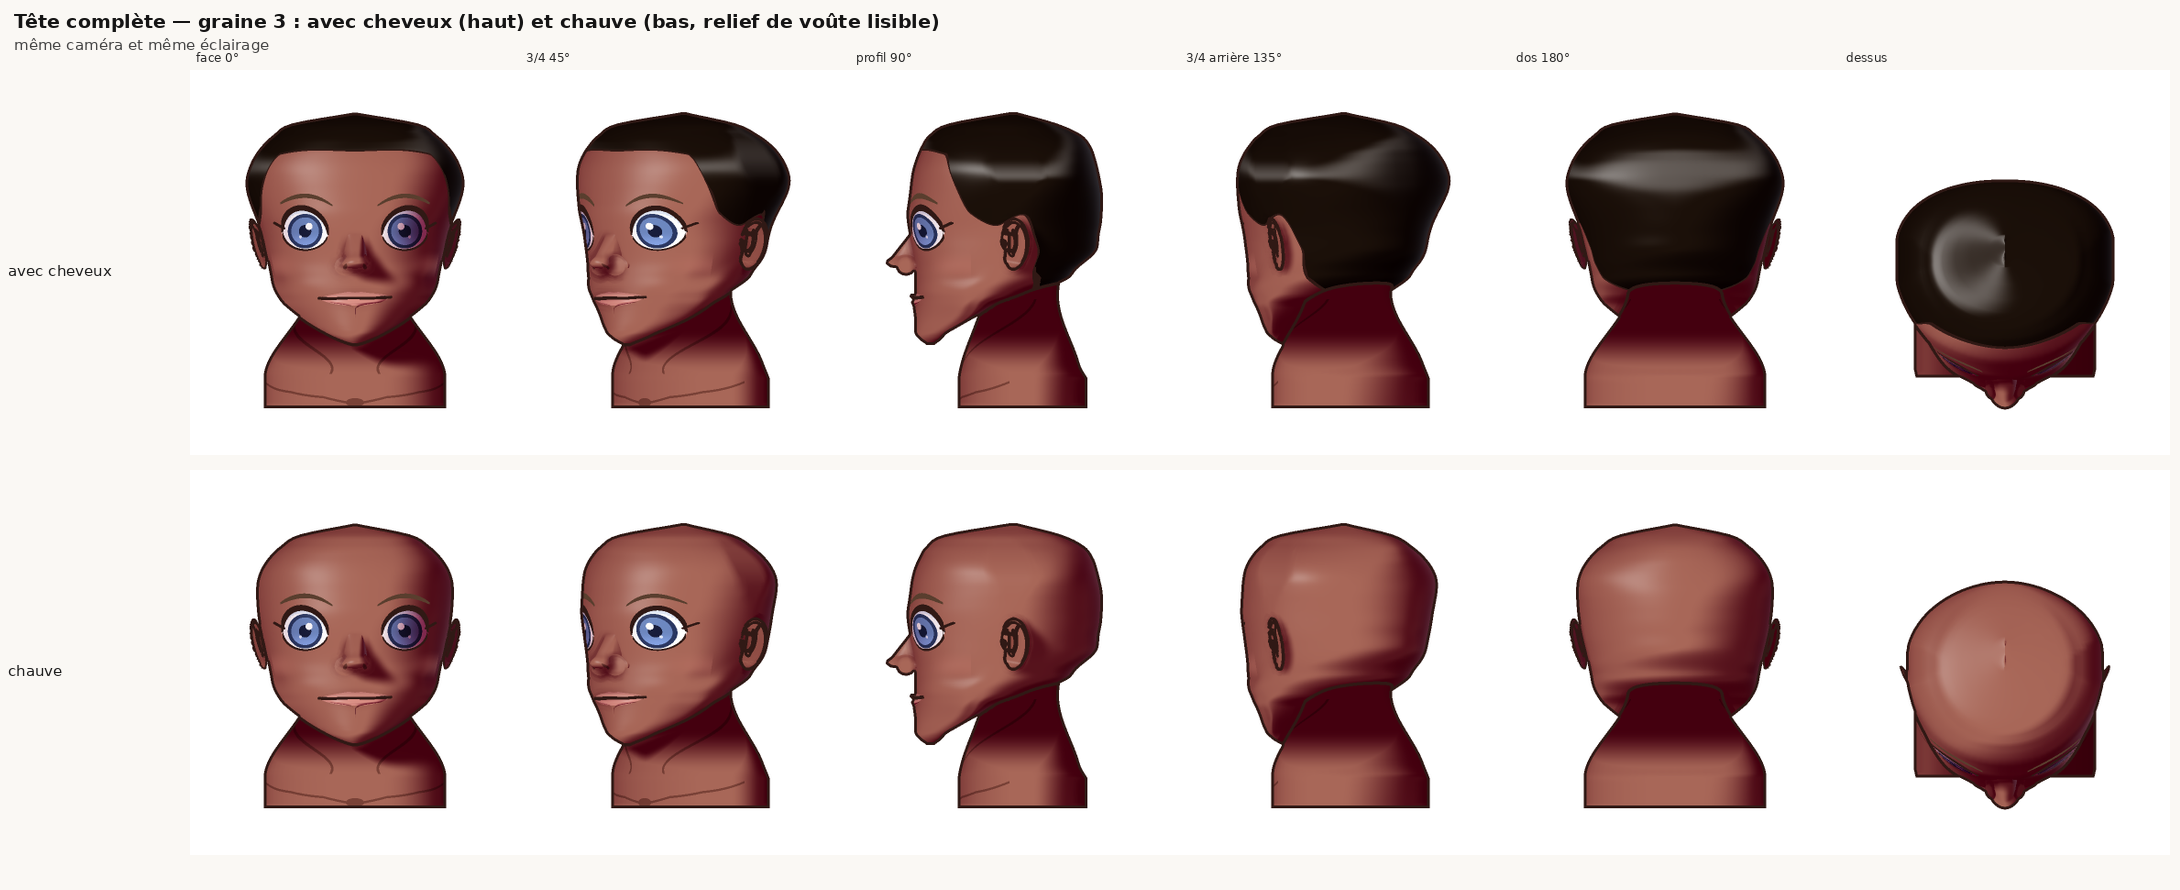 Tête complète — graine 3 : avec cheveux (haut) et chauve (bas, relief de voûte lisible)
même caméra et même éclairage
face 0° 3/4 45° profil 90° 3/4 arrière 135° dos 180° dessus
avec cheveux
chauve